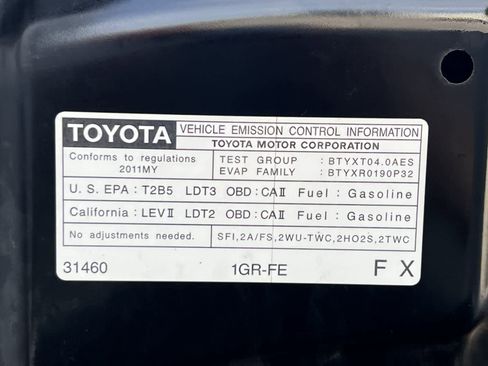 TOYOTA
VEHICLE EMISSION CONTROL INFORMATION
TOYOTA MOTOR CORPORATION
Conforms to regulations
2011MY
TEST GROUP : BTYXT04.0AES
EVAP FAMILY : BTYXR0190P32
U. S. EPA : T2B5 LDT3 OBD : CAⅡ Fuel : Gasoline
California : LEVⅡ LDT2 OBD : CAⅡ Fuel : Gasoline
No adjustments needed.
SFI, 2A/FS, 2WU-TWC, 2HO2S, 2TWC
31460 1GR-FE F X